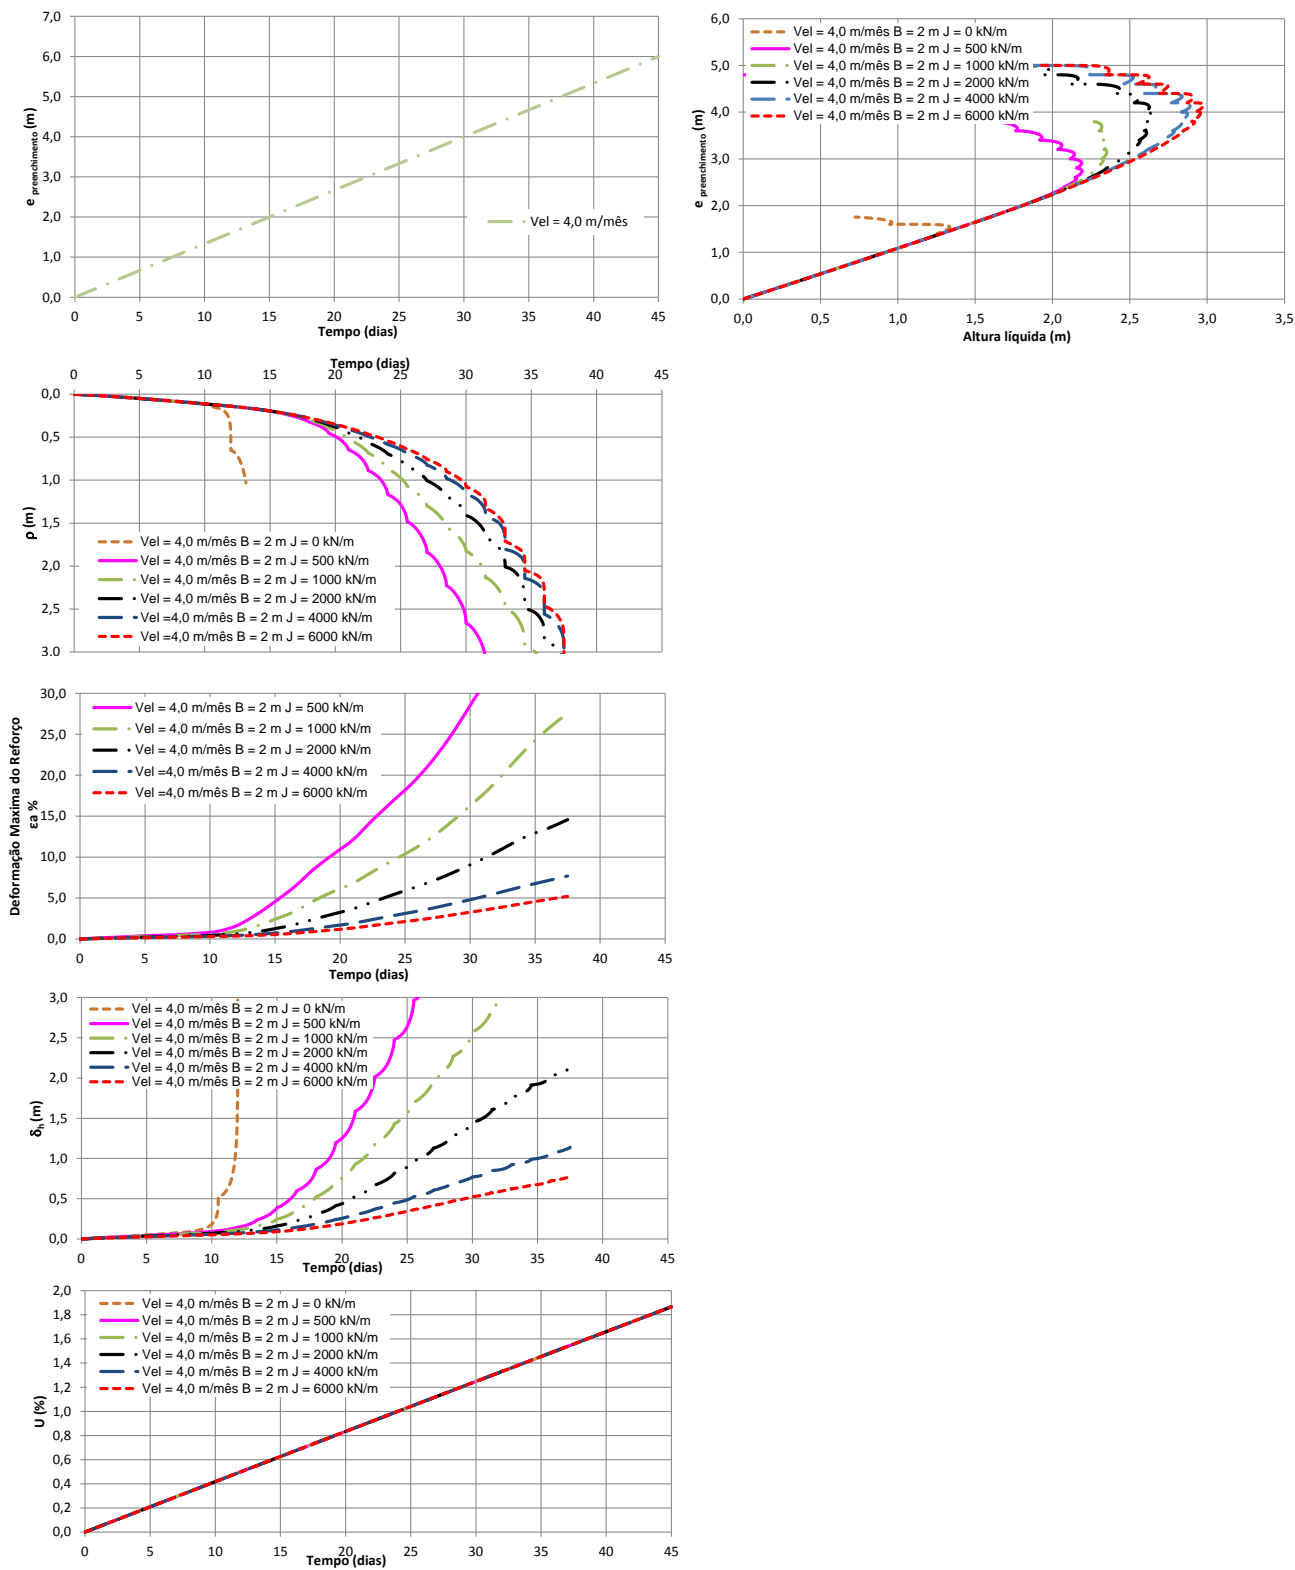 7,0
6,0
5,0
4,0
3,0
2,0
1,0
0,0
e preenchimento (m)
Vel = 4,0 m/mês
0 5 10 15 20 25 30 35 40 45
Tempo (dias)
6,0
5,0
4,0
3,0
2,0
1,0
0,0
e preenchimento (m)
Vel = 4,0 m/mês B = 2 m J = 0 kN/m
Vel = 4,0 m/mês B = 2 m J = 500 kN/m
Vel = 4,0 m/mês B = 2 m J = 1000 kN/m
Vel = 4,0 m/mês B = 2 m J = 2000 kN/m
Vel = 4,0 m/mês B = 2 m J = 4000 kN/m
Vel = 4,0 m/mês B = 2 m J = 6000 kN/m
0,0 0,5 1,0 1,5 2,0 2,5 3,0 3,5
Altura líquida (m)
Tempo (dias)
0 5 10 15 20 25 30 35 40 45
0,0
0,5
1,0
1,5
2,0
2,5
3,0
ρ (m)
Vel = 4,0 m/mês B = 2 m J = 0 kN/m
Vel = 4,0 m/mês B = 2 m J = 500 kN/m
Vel = 4,0 m/mês B = 2 m J = 1000 kN/m
Vel = 4,0 m/mês B = 2 m J = 2000 kN/m
Vel =4,0 m/mês B = 2 m J = 4000 kN/m
Vel =4,0 m/mês B = 2 m J = 6000 kN/m
30,0
25,0
20,0
15,0
10,0
5,0
0,0
Deformação Maxima do Reforço
εa %
Vel = 4,0 m/mês B = 2 m J = 500 kN/m
Vel = 4,0 m/mês B = 2 m J = 1000 kN/m
Vel = 4,0 m/mês B = 2 m J = 2000 kN/m
Vel =4,0 m/mês B = 2 m J = 4000 kN/m
Vel =4,0 m/mês B = 2 m J = 6000 kN/m
0 5 10 15 20 25 30 35 40 45
Tempo (dias)
3,0
2,5
2,0
1,5
1,0
0,5
0,0
δh (m)
Vel = 4,0 m/mês B = 2 m J = 0 kN/m
Vel = 4,0 m/mês B = 2 m J = 500 kN/m
Vel = 4,0 m/mês B = 2 m J = 1000 kN/m
Vel = 4,0 m/mês B = 2 m J = 2000 kN/m
Vel = 4,0 m/mês B = 2 m J = 4000 kN/m
Vel = 4,0 m/mês B = 2 m J = 6000 kN/m
0 5 10 15 20 25 30 35 40 45
Tempo (dias)
2,0
1,8
1,6
1,4
1,2
1,0
0,8
0,6
0,4
0,2
0,0
U (%)
Vel = 4,0 m/mês B = 2 m J = 0 kN/m
Vel = 4,0 m/mês B = 2 m J = 500 kN/m
Vel = 4,0 m/mês B = 2 m J = 1000 kN/m
Vel = 4,0 m/mês B = 2 m J = 2000 kN/m
Vel = 4,0 m/mês B = 2 m J = 4000 kN/m
Vel = 4,0 m/mês B = 2 m J = 6000 kN/m
0 5 10 15 20 25 30 35 40 45
Tempo (dias)